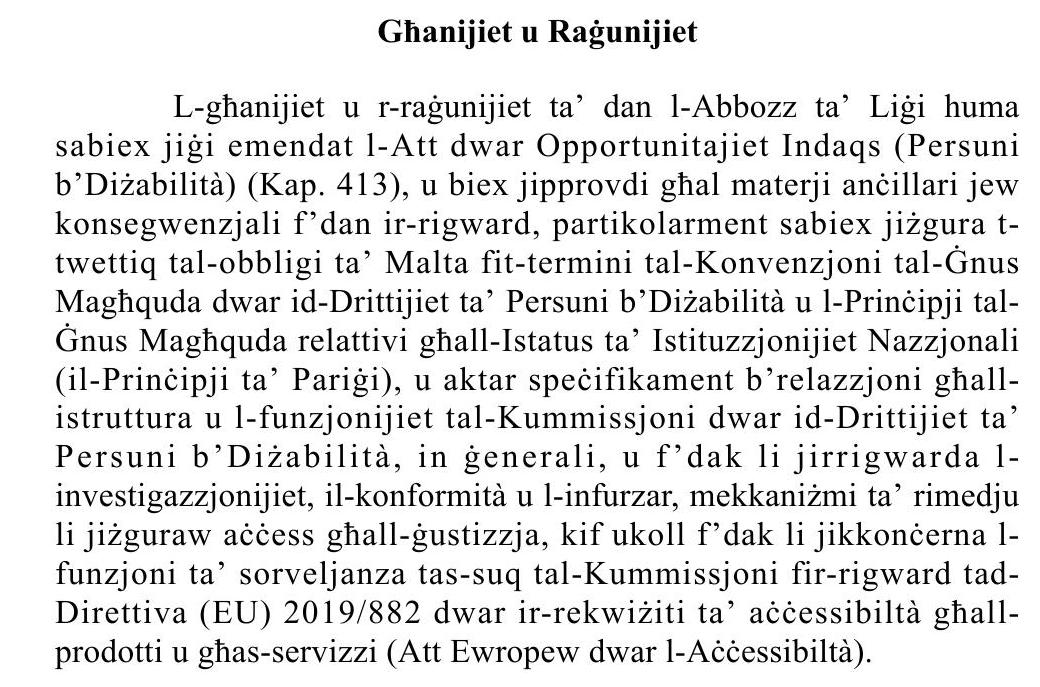 Għanijiet u Raġunijiet
L-għanijiet u r-raġunijiet ta’ dan l-Abbozz ta’ Liġi huma
sabiex jiġi emendat l-Att dwar Opportunitajiet Indaqs (Persuni
b’Diżabilità) (Kap. 413), u biex jipprovdi għal materji anċillari jew
konsegwenzjali f’dan ir-rigward, partikolarment sabiex jiżgura t-
twettiq tal-obbligi ta’ Malta fit-termini tal-Konvenzjoni tal-Ġnus
Magħquda dwar id-Drittijiet ta’ Persuni b’Diżabilità u l-Prinċipji tal-
Ġnus Magħquda relattivi għall-Istatus ta’ Istituzzjonijiet Nazzjonali
(il-Prinċipji ta’ Pariġi), u aktar speċifikament b’relazzjoni għall-
istruttura u l-funzjonijiet tal-Kummissjoni dwar id-Drittijiet ta’
Persuni b’Diżabilità, in ġenerali, u f’dak li jirrigwarda l-
investigazzjonijiet, il-konformità u l-infurzar, mekkaniżmi ta’ rimedju
li jiżguraw aċċess għall-ġustizzja, kif ukoll f’dak li jikkonċerna l-
funzjoni ta’ sorveljanza tas-suq tal-Kummissjoni fir-rigward tad-
Direttiva (EU) 2019/882 dwar ir-rekwiżiti ta’ aċċessibiltà għall-
prodotti u għas-servizzi (Att Ewropew dwar l-Aċċessibiltà).